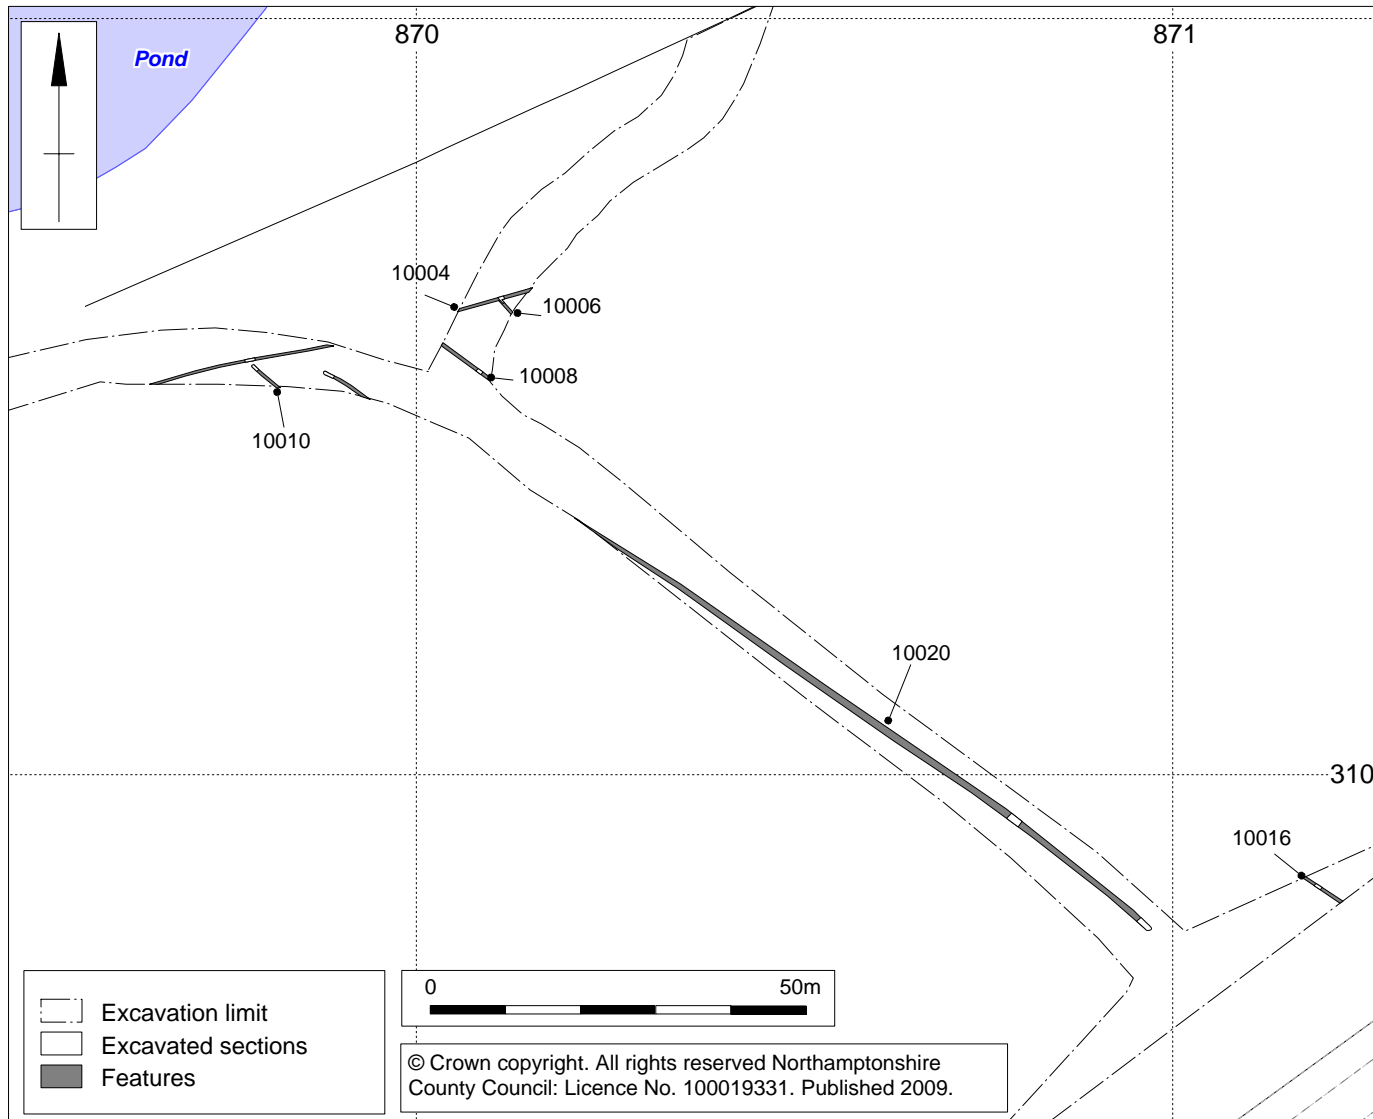 870
871
Pond
10004
10006
10008
10010
10020
310
10016
Excavation limit
Excavated sections
Features
0 50m
© Crown copyright. All rights reserved Northamptonshire
County Council: Licence No. 100019331. Published 2009.